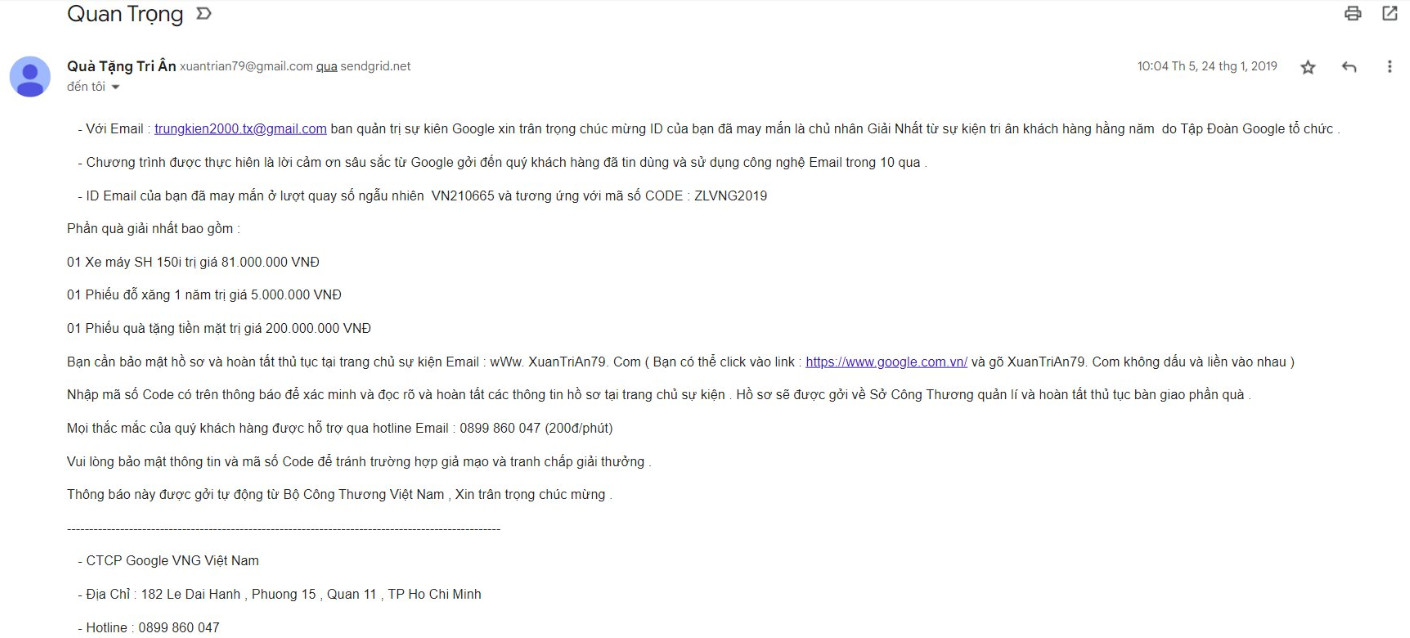 Quan Trọng
Quà Tặng Tri Ân xuantrian79@gmail.com qua sendgrid.net
10:04 Th 5, 24 thg 1, 2019
đến tôi
- Với Email : trungkien2000.tx@gmail.com ban quản trị sự kiên Google xin trân trọng chúc mừng ID của bạn đã may mắn là chủ nhân Giải Nhất từ sự kiện tri ân khách hàng hằng năm do Tập Đoàn Google tổ chức .
- Chương trình được thực hiên là lời cảm ơn sâu sắc từ Google gởi đến quý khách hàng đã tin dùng và sử dụng công nghệ Email trong 10 qua .
- ID Email của bạn đã may mắn ở lượt quay số ngẫu nhiên VN210665 và tương ứng với mã số CODE : ZLVNG2019
Phần quà giải nhất bao gồm :
01 Xe máy SH 150i trị giá 81.000.000 VNĐ
01 Phiếu đỗ xăng 1 năm trị giá 5.000.000 VNĐ
01 Phiếu quà tặng tiền mặt trị giá 200.000.000 VNĐ
Bạn cần bảo mật hồ sơ và hoàn tất thủ tục tại trang chủ sự kiện Email : wWw. XuanTriAn79. Com ( Bạn có thể click vào link : https://www.google.com.vn/ và gõ XuanTriAn79. Com không dấu và liền vào nhau )
Nhập mã số Code có trên thông báo để xác minh và đọc rõ và hoàn tất các thông tin hồ sơ tại trang chủ sự kiện . Hồ sơ sẽ được gởi về Sở Công Thương quản lí và hoàn tất thủ tục bàn giao phần quà .
Mọi thắc mắc của quý khách hàng được hỗ trợ qua hotline Email : 0899 860 047 (200đ/phút)
Vui lòng bảo mật thông tin và mã số Code để tránh trường hợp giả mạo và tranh chấp giải thưởng .
Thông báo này được gởi tự động từ Bộ Công Thương Việt Nam , Xin trân trọng chúc mừng .
--------------------------------------------------------------------------------------------------
- CTCP Google VNG Việt Nam
- Địa Chỉ : 182 Le Dai Hanh , Phuong 15 , Quan 11 , TP Ho Chi Minh
- Hotline : 0899 860 047